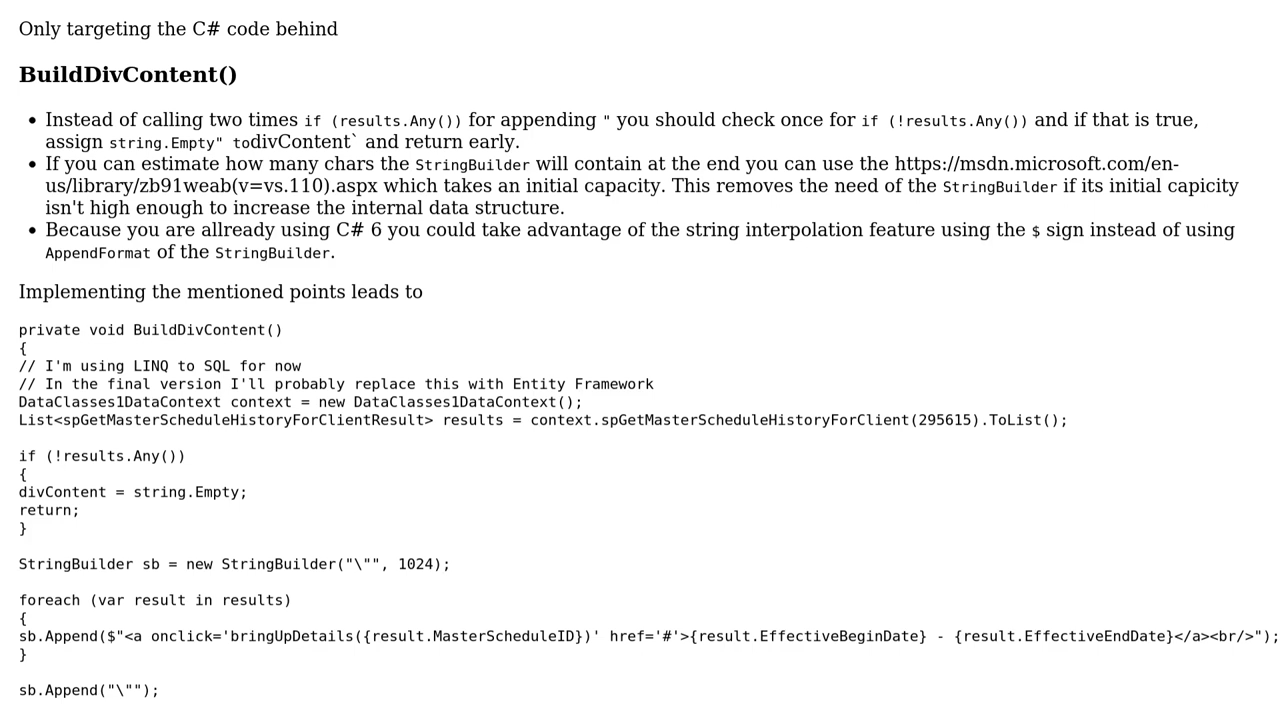 Only targeting the C# code behind
BuildDivContent()
• Instead of calling two times if (results.Any()) for appending " you should check once for if (!results.Any()) and if that is true,
assign string.Empty" todivContent` and return early.
• If you can estimate how many chars the StringBuilder will contain at the end you can use the https://msdn.microsoft.com/en-
us/library/zb91weab(v=vs.110).aspx which takes an initial capacity. This removes the need of the StringBuilder if its initial capicity
isn't high enough to increase the internal data structure.
• Because you are allready using C# 6 you could take advantage of the string interpolation feature using the $ sign instead of using
AppendFormat of the StringBuilder.
Implementing the mentioned points leads to
private void BuildDivContent()
{
// I'm using LINQ to SQL for now
// In the final version I'll probably replace this with Entity Framework
DataClasses1DataContext context = new DataClasses1DataContext();
List<spGetMasterScheduleHistoryForClientResult> results = context.spGetMasterScheduleHistoryForClient(295615).ToList();
if (!results.Any())
{
divContent = string.Empty;
return;
}
StringBuilder sb = new StringBuilder("\"", 1024);
foreach (var result in results)
{
sb.Append($"<a onclick='bringUpDetails({result.MasterScheduleID})' href='#'>{result.EffectiveBeginDate} - {result.EffectiveEndDate}</a><br/>");
}
sb.Append("\"");